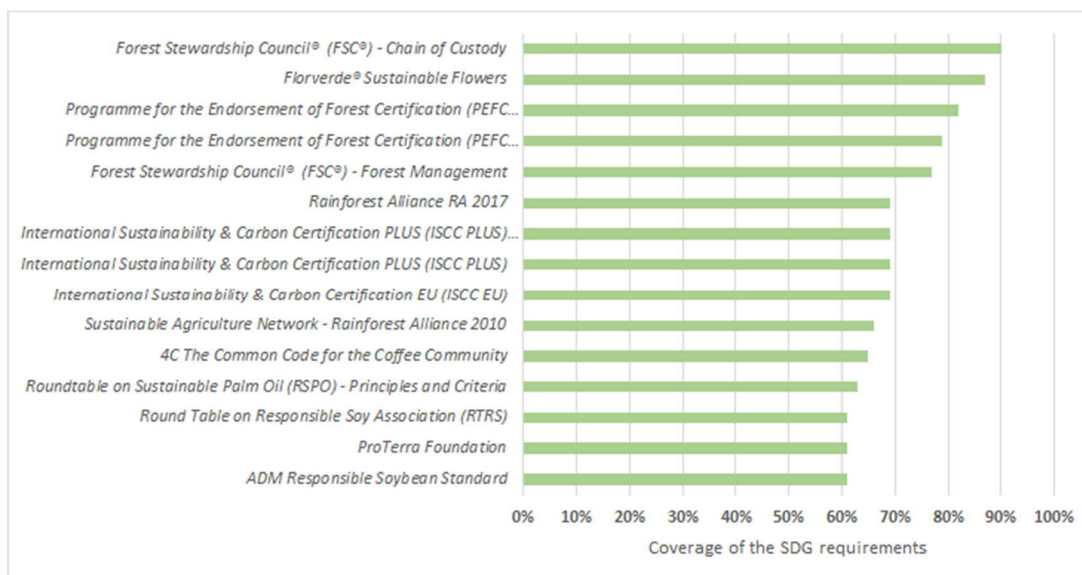 Forest Stewardship Council® (FSC®) - Chain of Custody
Florverde® Sustainable Flowers
Programme for the Endorsement of Forest Certification (PEFC...
Programme for the Endorsement of Forest Certification (PEFC...
Forest Stewardship Council® (FSC®) - Forest Management
Rainforest Alliance RA 2017
International Sustainability & Carbon Certification PLUS (ISCC PLUS)...
International Sustainability & Carbon Certification PLUS (ISCC PLUS)
International Sustainability & Carbon Certification EU (ISCC EU)
Sustainable Agriculture Network - Rainforest Alliance 2010
4C The Common Code for the Coffee Community
Roundtable on Sustainable Palm Oil (RSPO) - Principles and Criteria
Round Table on Responsible Soy Association (RTRS)
ProTerra Foundation
ADM Responsible Soybean Standard
0% 10% 20% 30% 40% 50% 60% 70% 80% 90% 100%
Coverage of the SDG requirements